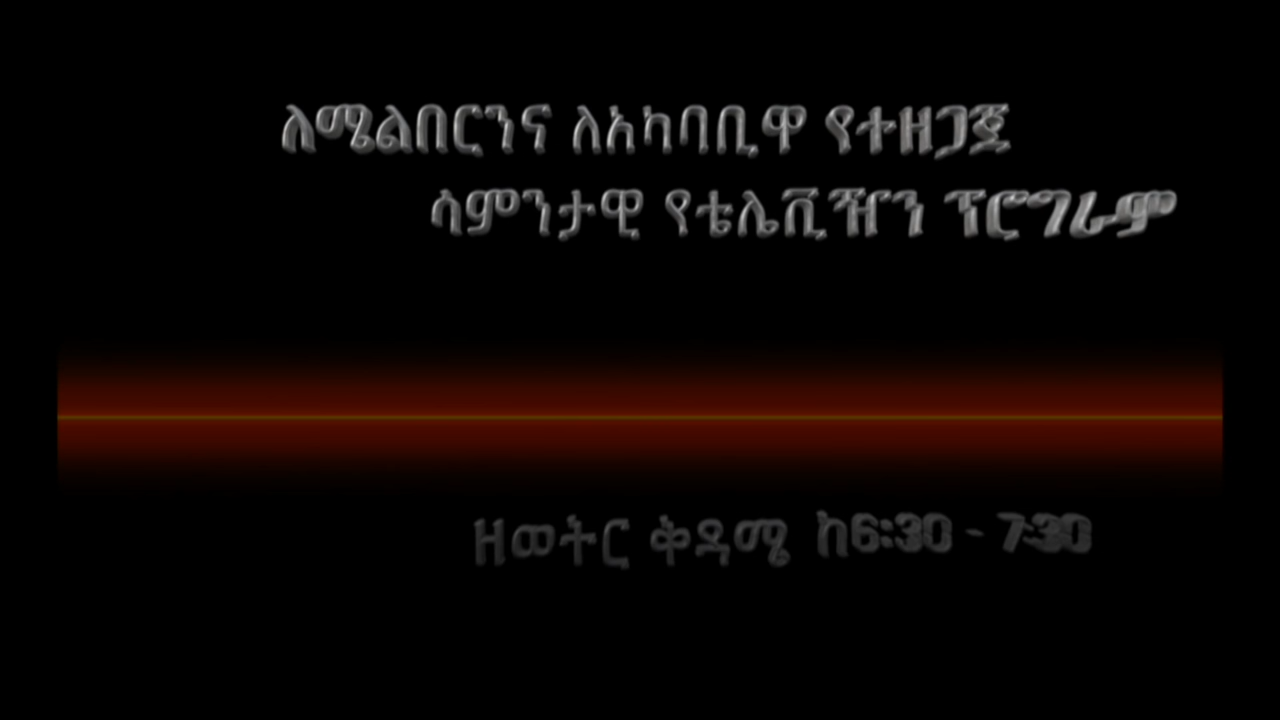 ለሜልበርንና ለአካባቢዋ የተዘጋጀ
ሳምንታዊ የቴሌቪዥን ፕሮግራም
ዘወትር ቅዳሜ ከ6:30 - 7:30